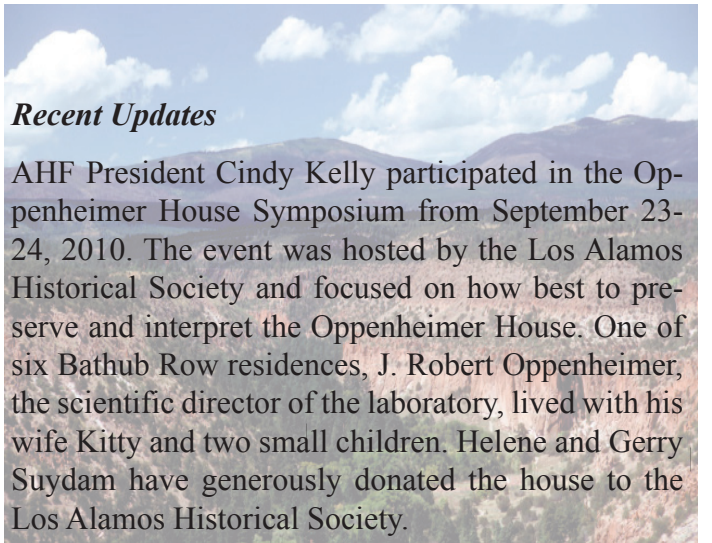 Recent Updates
AHF President Cindy Kelly participated in the Op-
penheimer House Symposium from September 23-
24, 2010. The event was hosted by the Los Alamos
Historical Society and focused on how best to pre-
serve and interpret the Oppenheimer House. One of
six Bathub Row residences, J. Robert Oppenheimer,
the scientific director of the laboratory, lived with his
wife Kitty and two small children. Helene and Gerry
Suydam have generously donated the house to the
Los Alamos Historical Society.